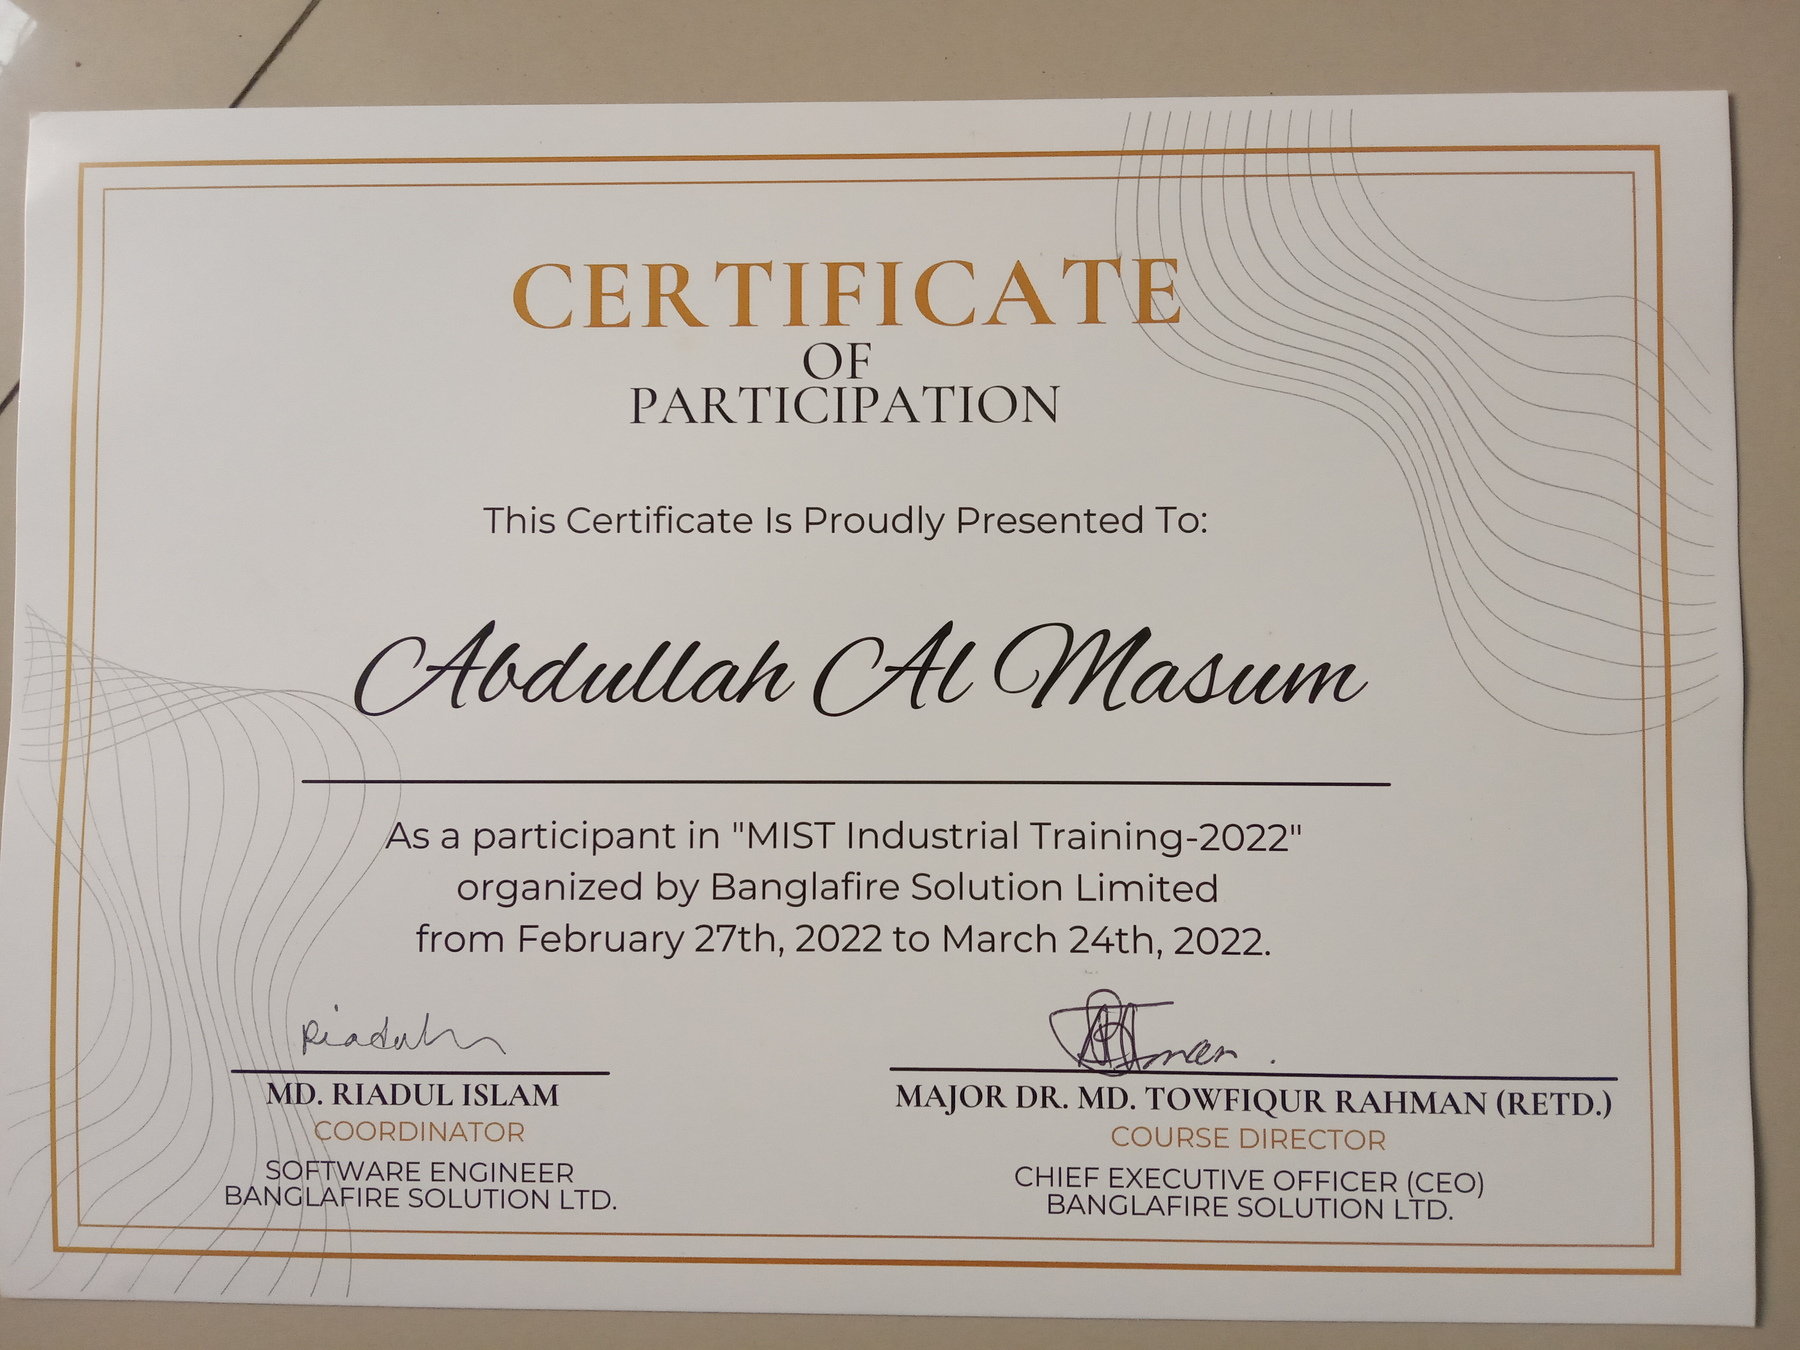 CERTIFICATE
OF
PARTICIPATION
This Certificate Is Proudly Presented To:
Abdullah Al Masum
As a participant in "MIST Industrial Training-2022"
organized by Banglafire Solution Limited
from February 27th, 2022 to March 24th, 2022.
MD. RIADUL ISLAM
COORDINATOR
SOFTWARE ENGINEER
BANGLAFIRE SOLUTION LTD.
MAJOR DR. MD. TOWFIQUR RAHMAN (RETD.)
COURSE DIRECTOR
CHIEF EXECUTIVE OFFICER (CEO)
BANGLAFIRE SOLUTION LTD.